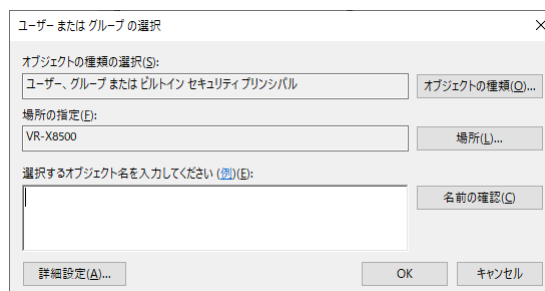 ユーザー または グループ の選択
オブジェクトの種類の選択(S):
ユーザー、グループ または ビルトイン セキュリティ プリンシパル
オブジェクトの種類(O)...
場所の指定(F):
VR-X8500
場所(L)...
選択するオブジェクト名を入力してください (例)(E):
名前の確認(C)
詳細設定(A)...
OK
キャンセル